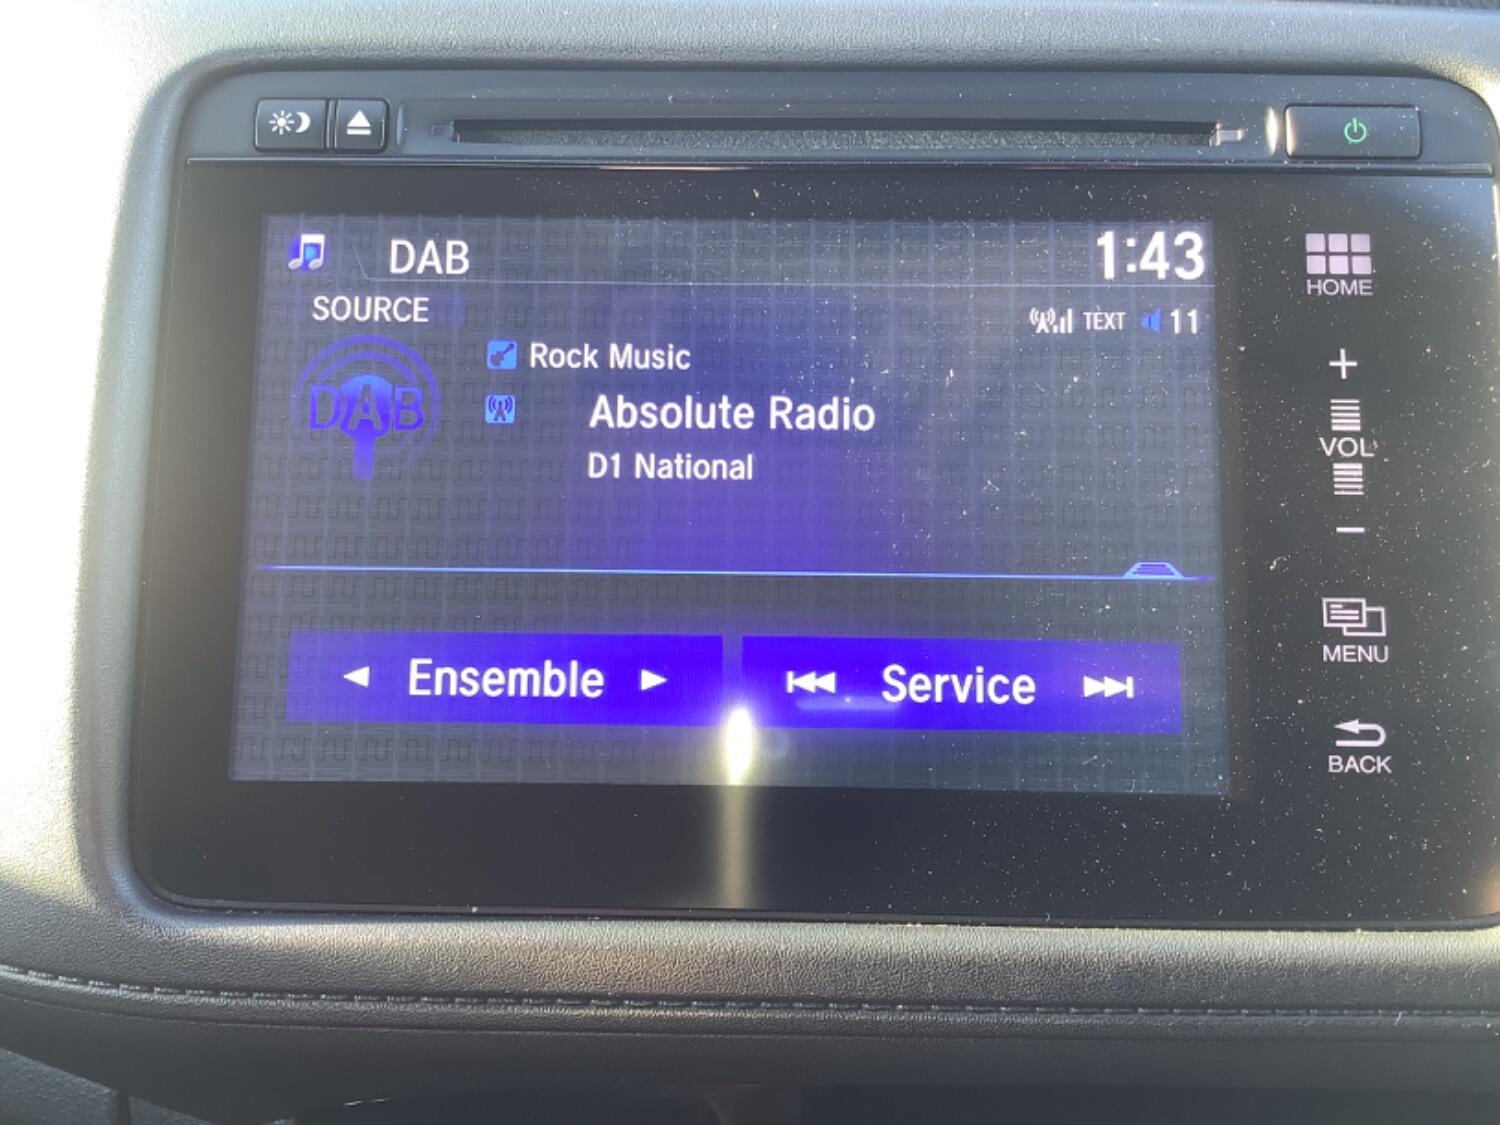 DAB
1:43
SOURCE
TEXT
11
DAB
Rock Music
Absolute Radio
D1 National
Ensemble
Service
HOME
+
VOL
−
MENU
BACK